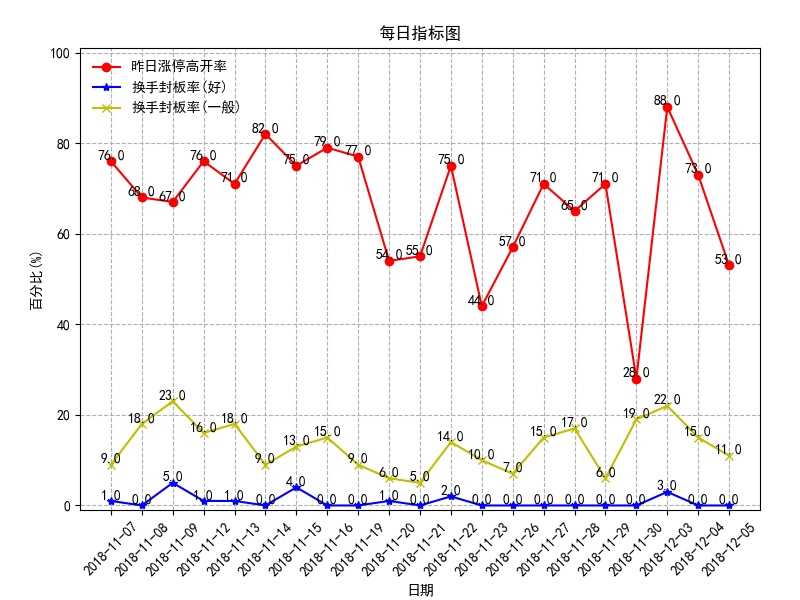 每日指标图
昨日涨停高开率
换手封板率(好)
换手封板率(一般)
百分比(%)
100
80
60
40
20
0
76.0 68.0 67.0 76.0 71.0 82.0 75.0 79.0 77.0 54.0 55.0 75.0 44.0 57.0 71.0 65.0 71.0 28.0 88.0 73.0 53.0
9.0 18.0 23.0 16.0 18.0 9.0 13.0 15.0 9.0 6.0 5.0 14.0 10.0 7.0 15.0 17.0 6.0 19.0 22.0 15.0 11.0
1.0 0.0 5.0 1.0 1.0 0.0 4.0 0.0 0.0 1.0 0.0 2.0 0.0 0.0 0.0 0.0 0.0 0.0 3.0 0.0 0.0
2018-11-07 2018-11-08 2018-11-09 2018-11-12 2018-11-13 2018-11-14 2018-11-15 2018-11-16 2018-11-19 2018-11-20 2018-11-21 2018-11-22 2018-11-23 2018-11-26 2018-11-27 2018-11-28 2018-11-29 2018-11-30 2018-12-03 2018-12-04 2018-12-05
日期